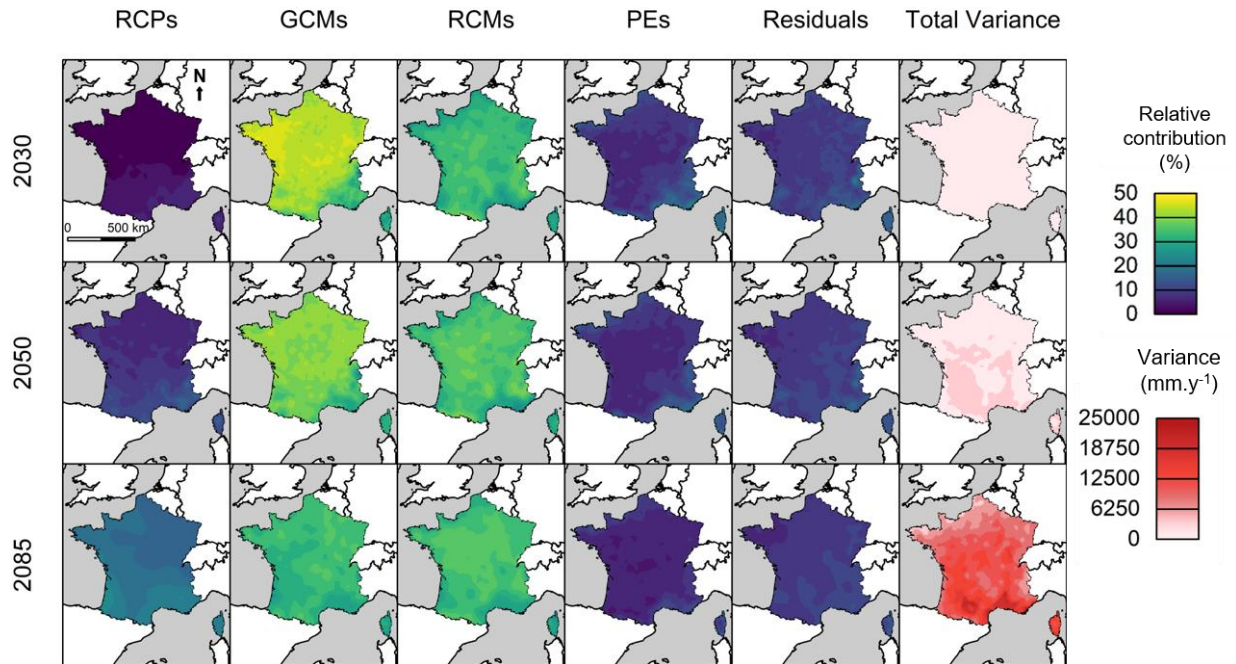 RCPs GCMs RCMs PEs Residuals Total Variance
N
2030
0 500 km
2050
2085
Relative
contribution
(%)
50
40
30
20
10
0
Variance
(mm.y-1)
25000
18750
12500
6250
0